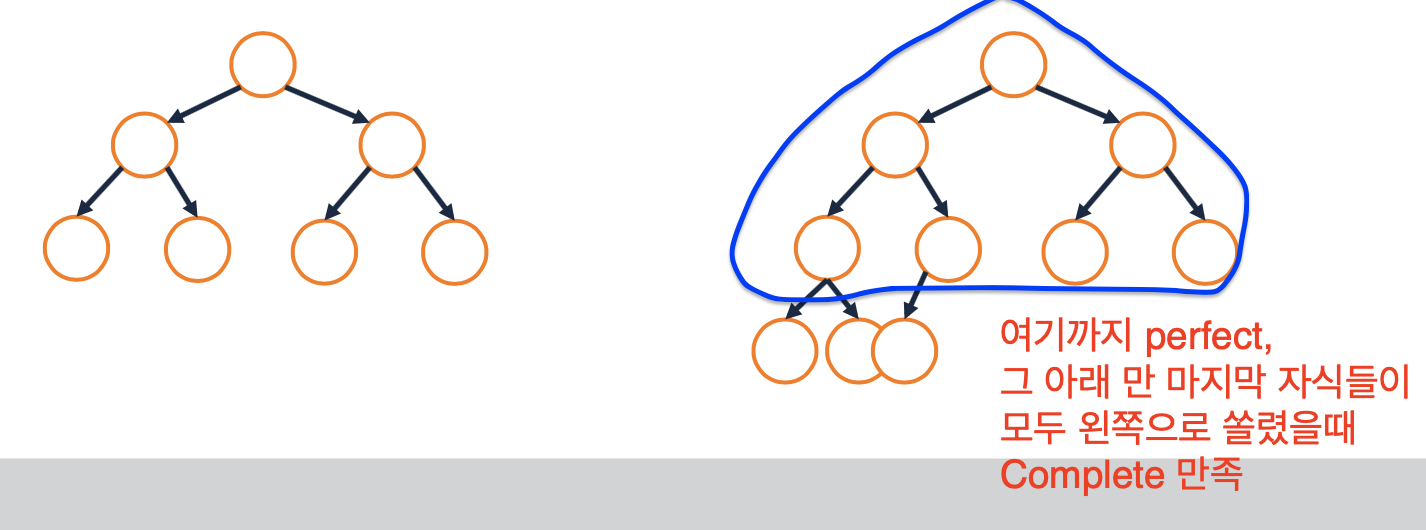 여기까지 perfect,
그 아래 만 마지막 자식들이
모두 왼쪽으로 쏠렸을때
Complete 만족